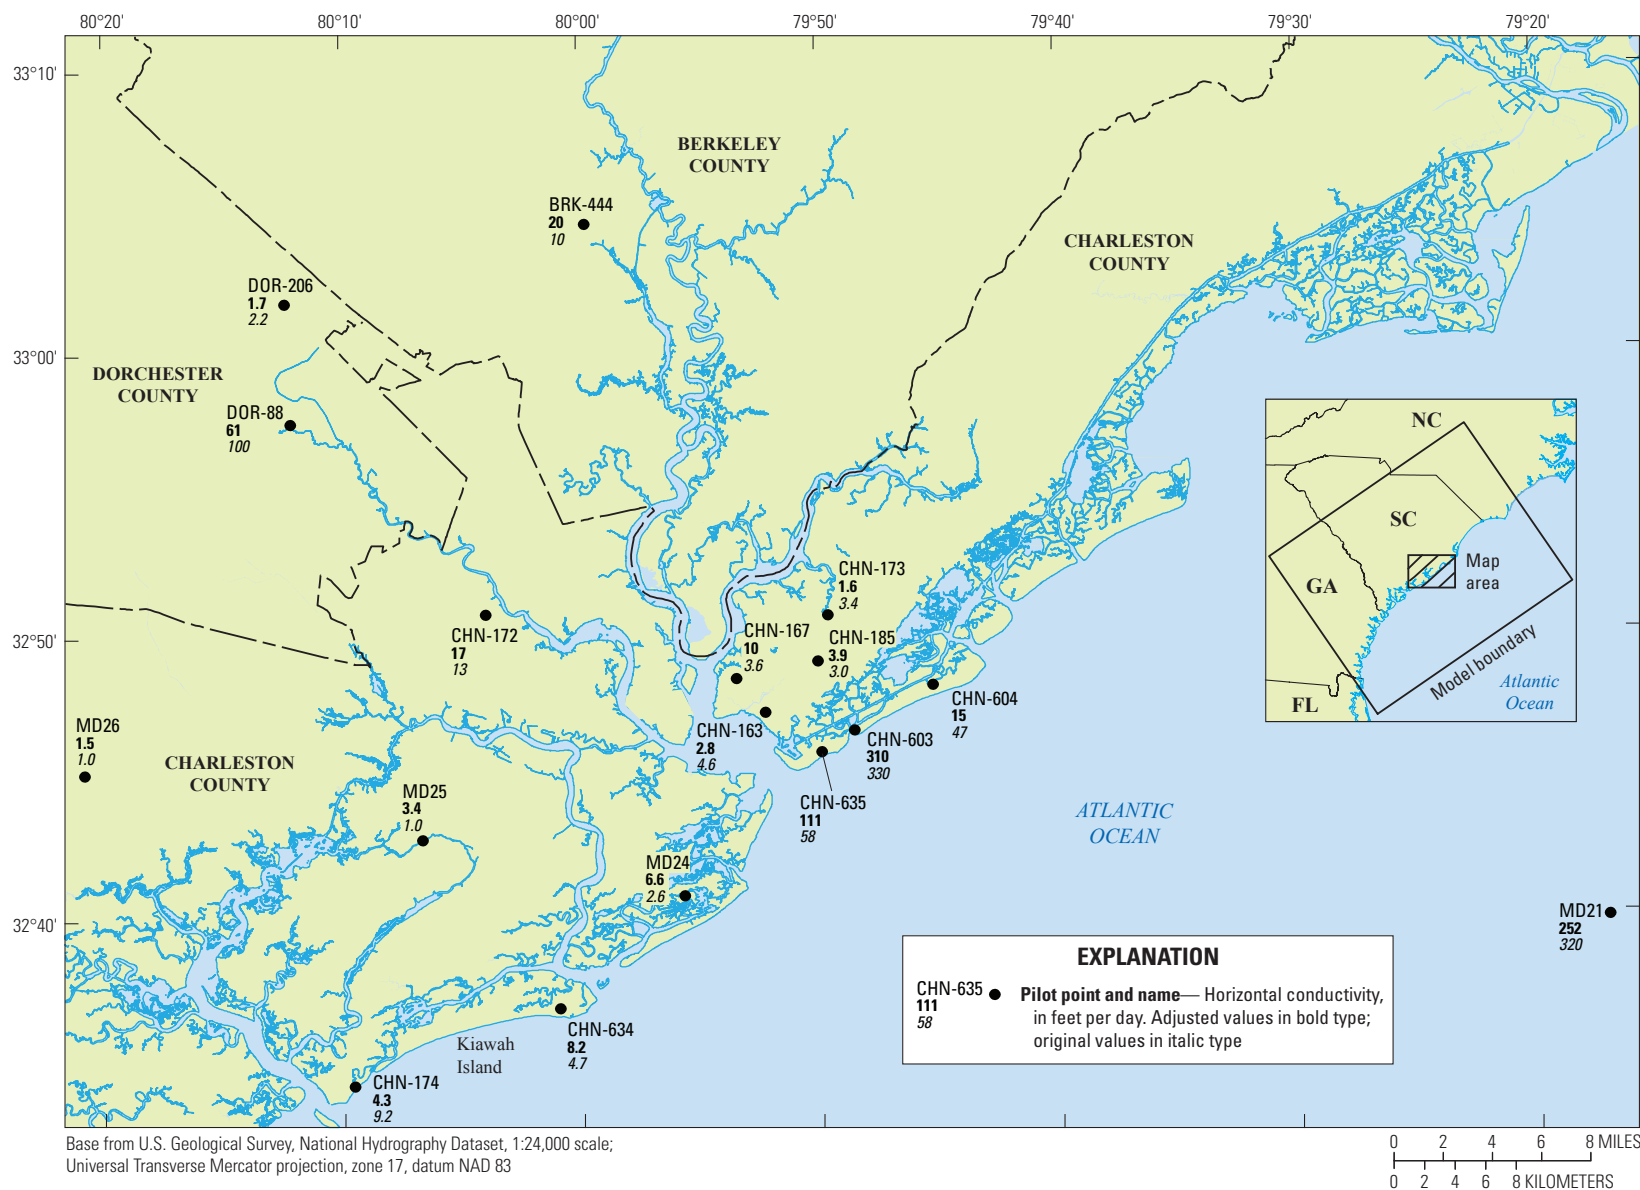 80°20'
80°10'
80°00'
79°50'
79°40'
79°30'
79°20'
33°10'
33°00'
32°50'
32°40'
BERKELEY
COUNTY
BRK-444
20
10
CHARLESTON
COUNTY
DOR-206
1.7
2.2
DORCHESTER
COUNTY
DOR-88
61
100
NC
SC
GA
FL
Map
area
Model boundary
Atlantic
Ocean
CHN-173
1.6
3.4
CHN-172
17
13
CHN-167
10
3.6
CHN-185
3.9
3.0
CHN-604
15
47
MD26
1.5
1.0
CHN-163
2.8
4.6
CHN-603
310
330
CHARLESTON
COUNTY
MD25
3.4
1.0
CHN-635
111
58
ATLANTIC
OCEAN
MD24
6.6
2.6
MD21
252
320
EXPLANATION
CHN-635
111
58
Pilot point and name— Horizontal conductivity,
in feet per day. Adjusted values in bold type;
original values in italic type
CHN-634
8.2
4.7
Kiawah
Island
CHN-174
4.3
9.2
Base from U.S. Geological Survey, National Hydrography Dataset, 1:24,000 scale;
Universal Transverse Mercator projection, zone 17, datum NAD 83
0 2 4 6 8 MILES
0 2 4 6 8 KILOMETERS